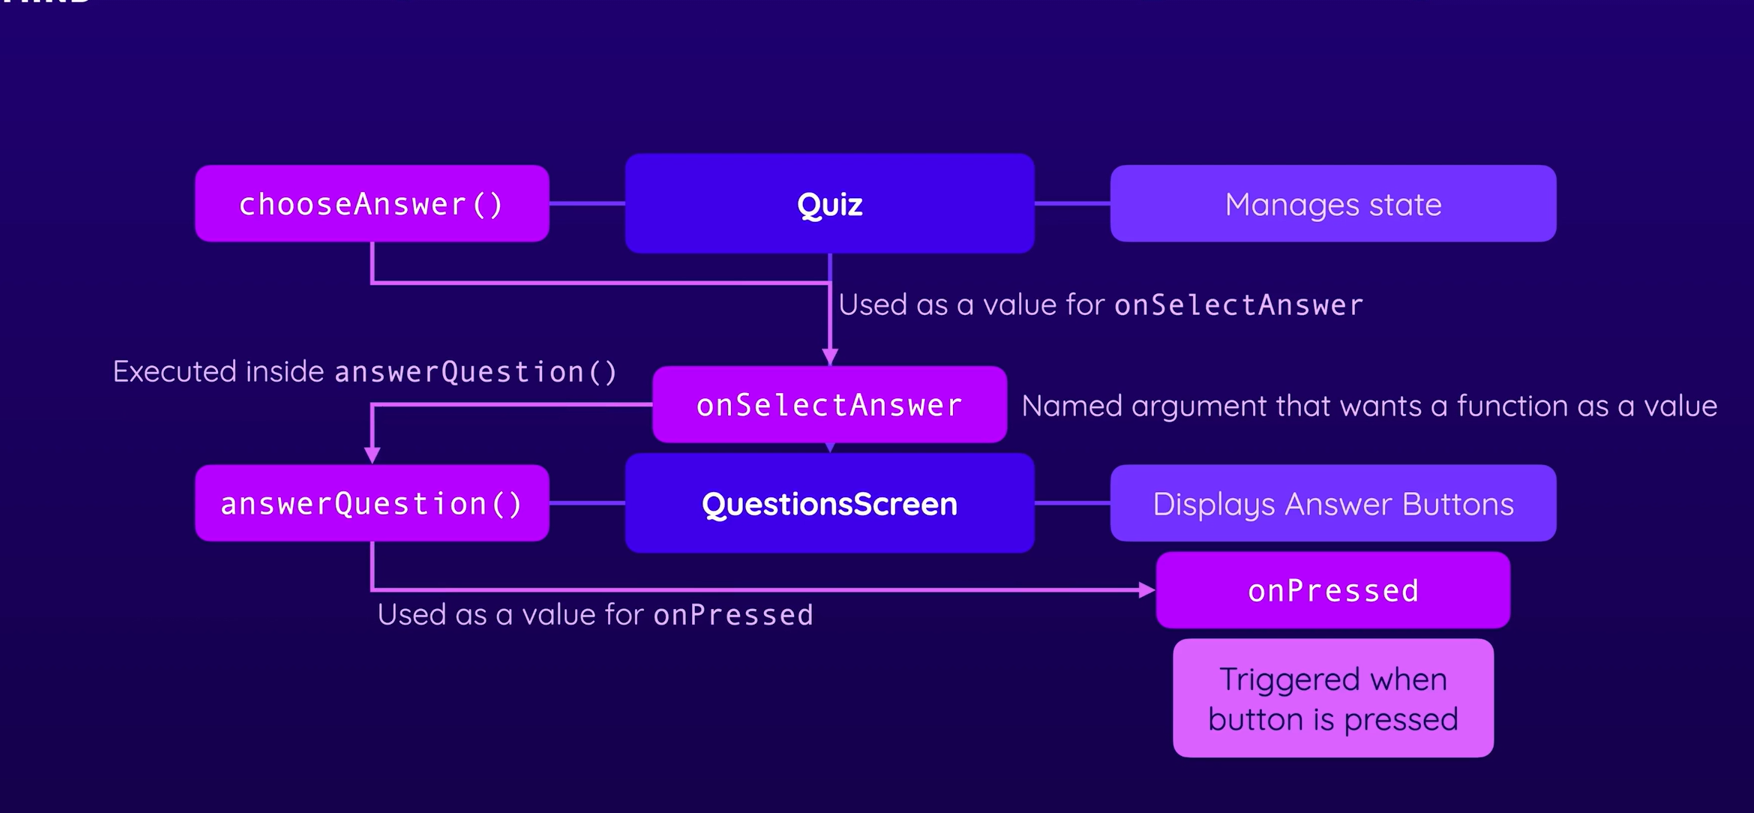 chooseAnswer()
Quiz
Manages state
Used as a value for onSelectAnswer
Executed inside answerQuestion()
onSelectAnswer
Named argument that wants a function as a value
answerQuestion()
QuestionsScreen
Displays Answer Buttons
onPressed
Used as a value for onPressed
Triggered when
button is pressed